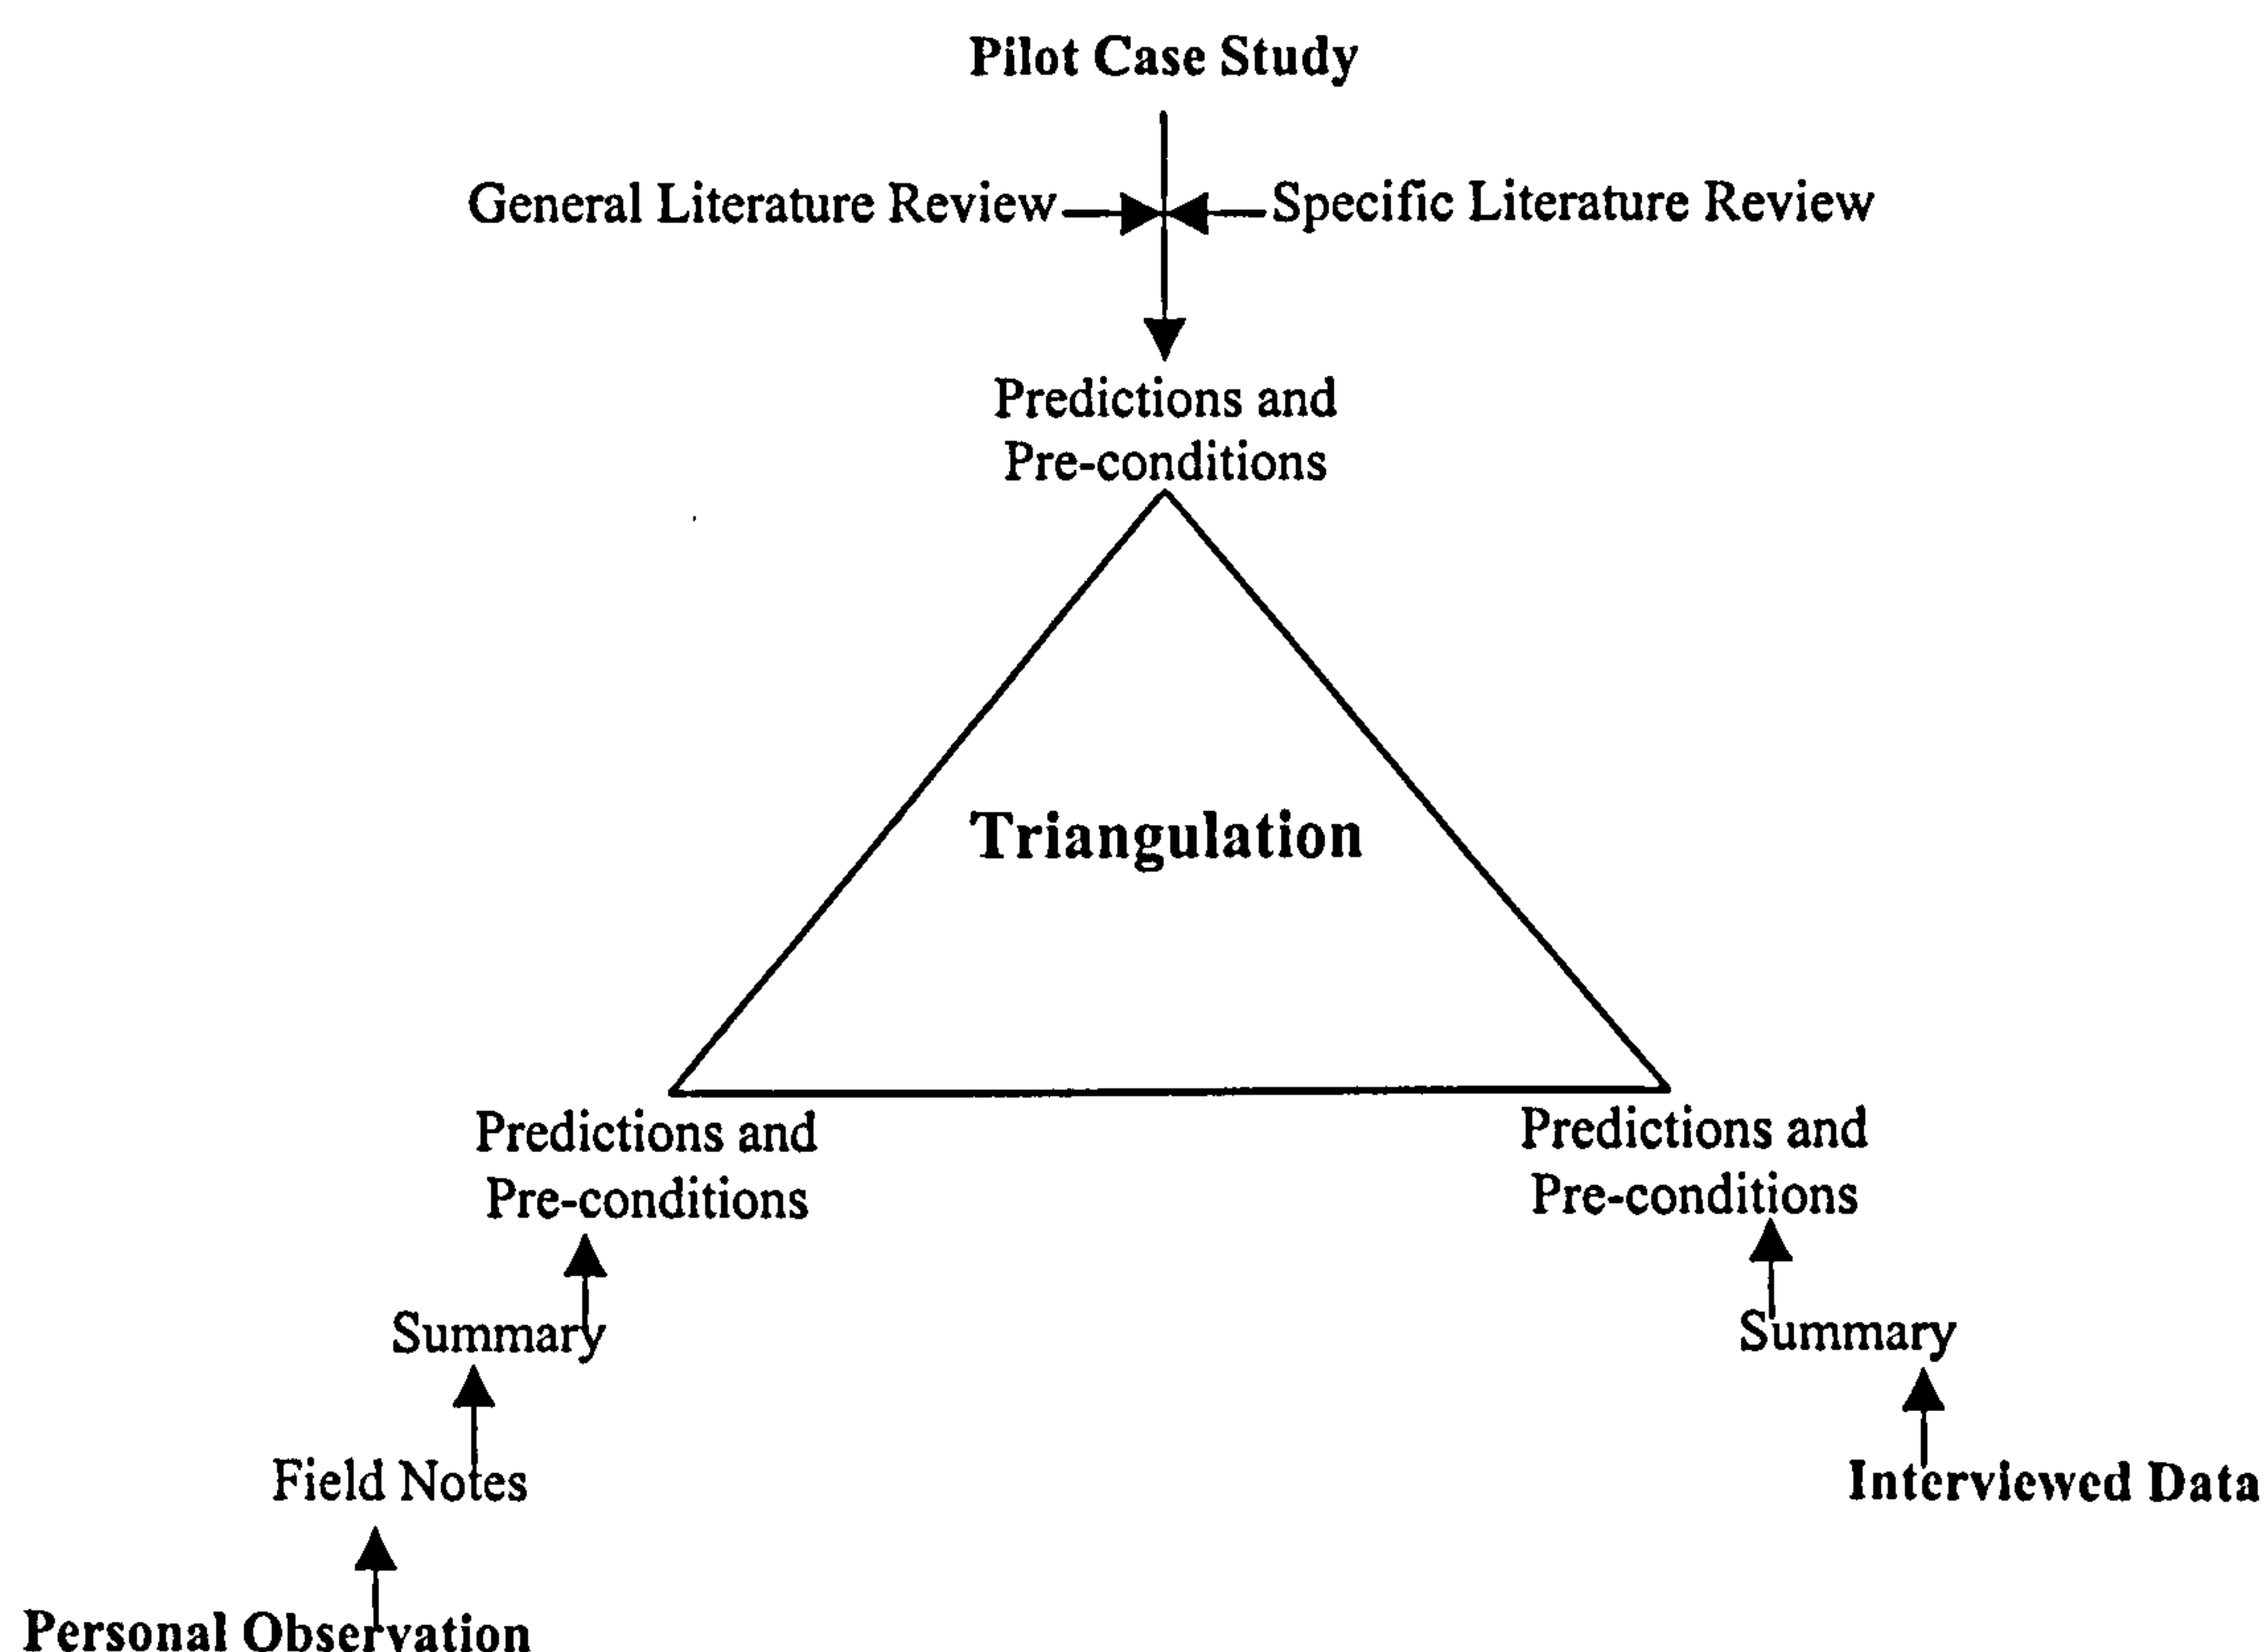 Pilot Case Study
General Literature Review Specific Literature Review
Predictions and
Pre-conditions
Triangulation
Predictions and
Pre-conditions
Predictions and
Pre-conditions
Summary
Summary
Field Notes
Interviewed Data
Personal Observation